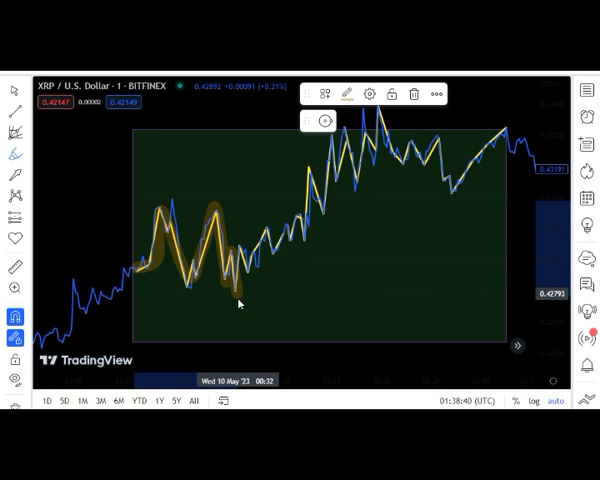 XRP / U.S. Dollar · 1 · BITFINEX 0.42892 +0.00091 (+0.21%)
0.42147 0.00002 0.42149
0.43191
0.42793
TradingView
Wed 10 May '23 00:32
1D 5D 1M 3M 6M YTD 1Y 5Y All 01:38:40 (UTC) % log auto